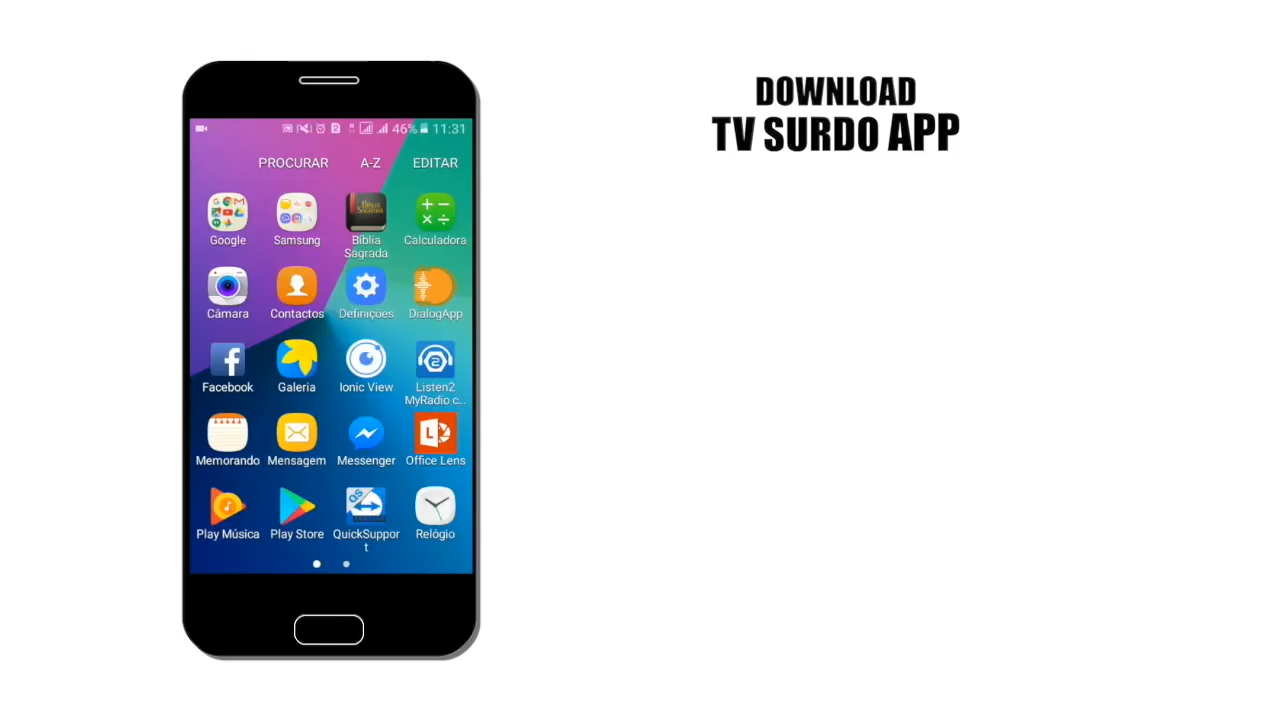 DOWNLOAD
TV SURDO APP
46% 11:31
PROCURAR A-Z EDITAR
Google Samsung Bíblia Sagrada Calculadora
Câmara Contactos Definições DialogApp
Facebook Galeria Ionic View Listen2
MyRadio c...
Memorando Mensagem Messenger Office Lens
Play Música Play Store QuickSuppor
t
Relógio